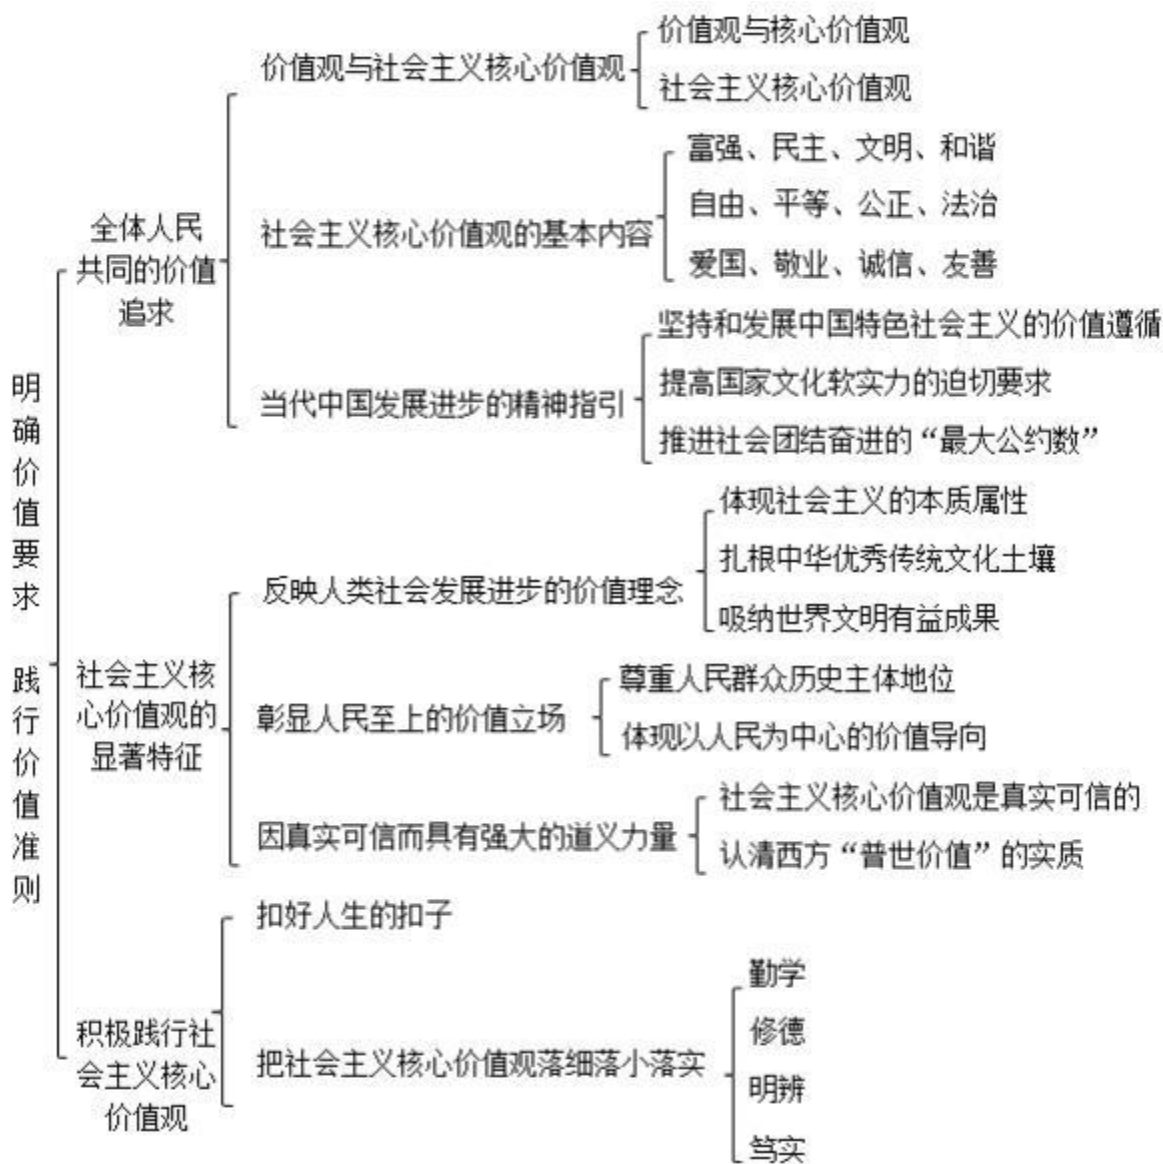 明确价值要求 践行价值准则
全体人民
共同的价值
追求
价值观与社会主义核心价值观
价值观与核心价值观
社会主义核心价值观
社会主义核心价值观的基本内容
富强、民主、文明、和谐
自由、平等、公正、法治
爱国、敬业、诚信、友善
当代中国发展进步的精神指引
坚持和发展中国特色社会主义的价值遵循
提高国家文化软实力的迫切要求
推进社会团结奋进的“最大公约数”
社会主义核
心价值观的
显著特征
反映人类社会发展进步的价值理念
体现社会主义的本质属性
扎根中华优秀传统文化土壤
吸纳世界文明有益成果
彰显人民至上的价值立场
尊重人民群众历史主体地位
体现以人民为中心的价值导向
因真实可信而具有强大的道义力量
社会主义核心价值观是真实可信的
认清西方“普世价值”的实质
积极践行社
会主义核心
价值观
扣好人生的扣子
把社会主义核心价值观落细落小落实
勤学
修德
明辨
笃实